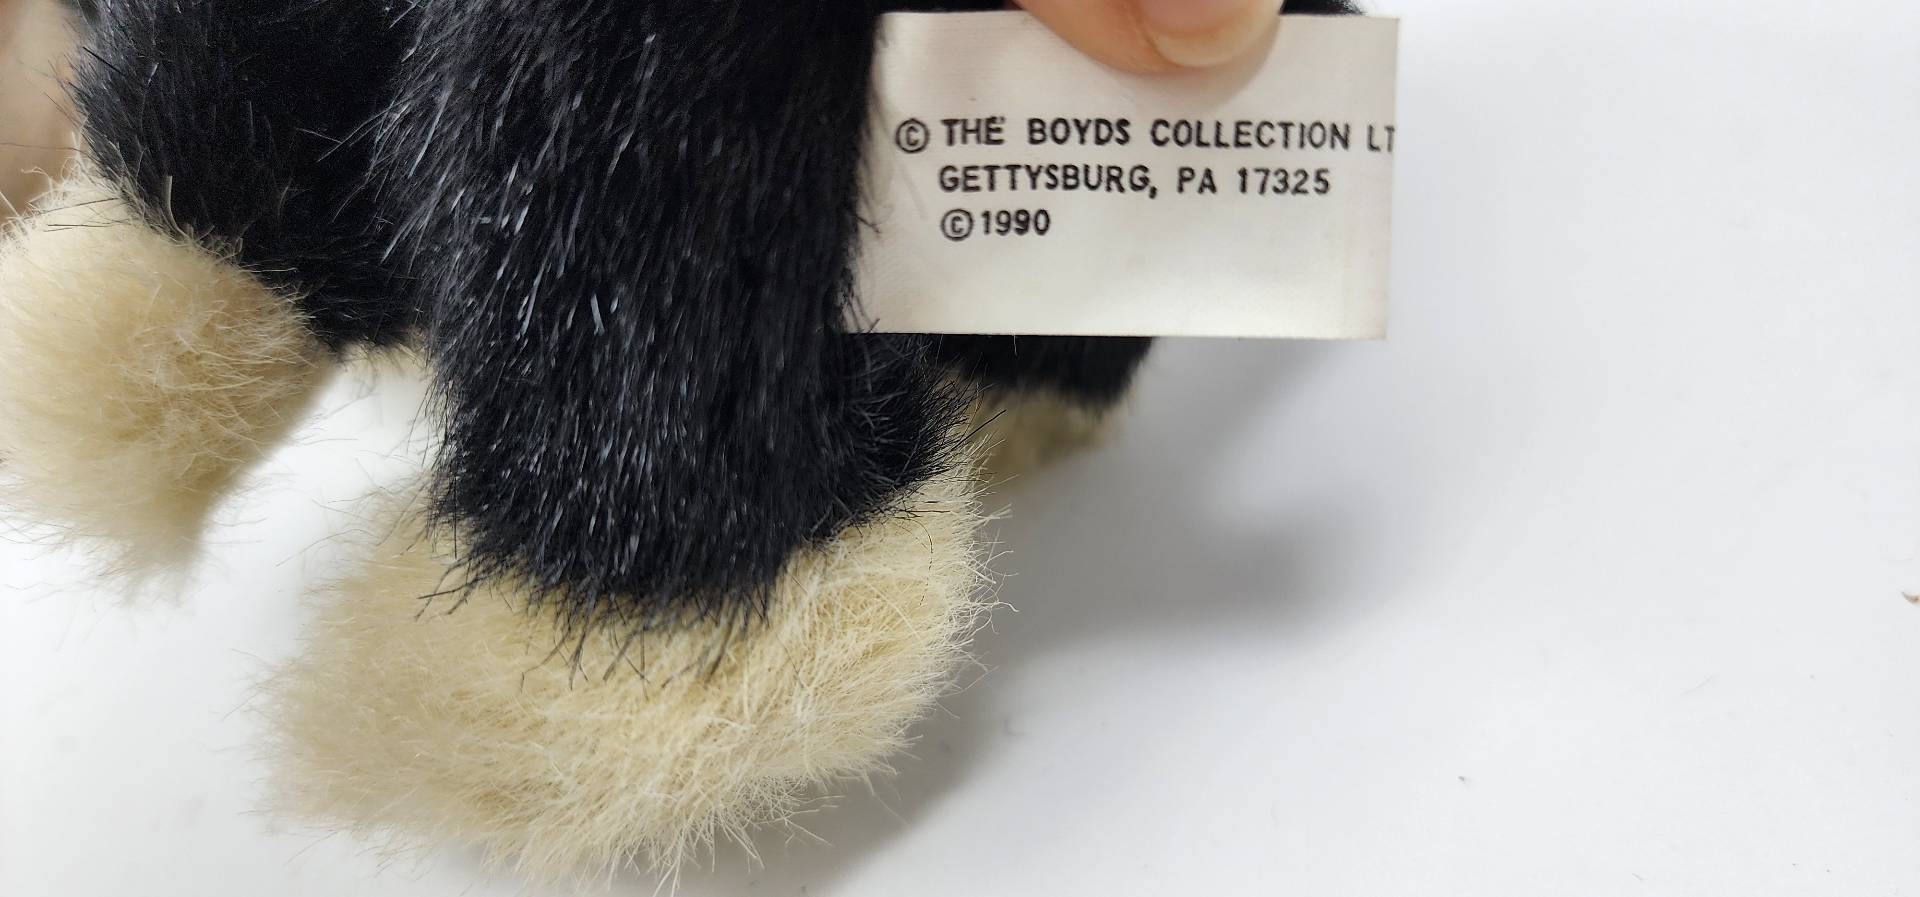 © THE BOYDS COLLECTION LT
GETTYSBURG, PA 17325
© 1990